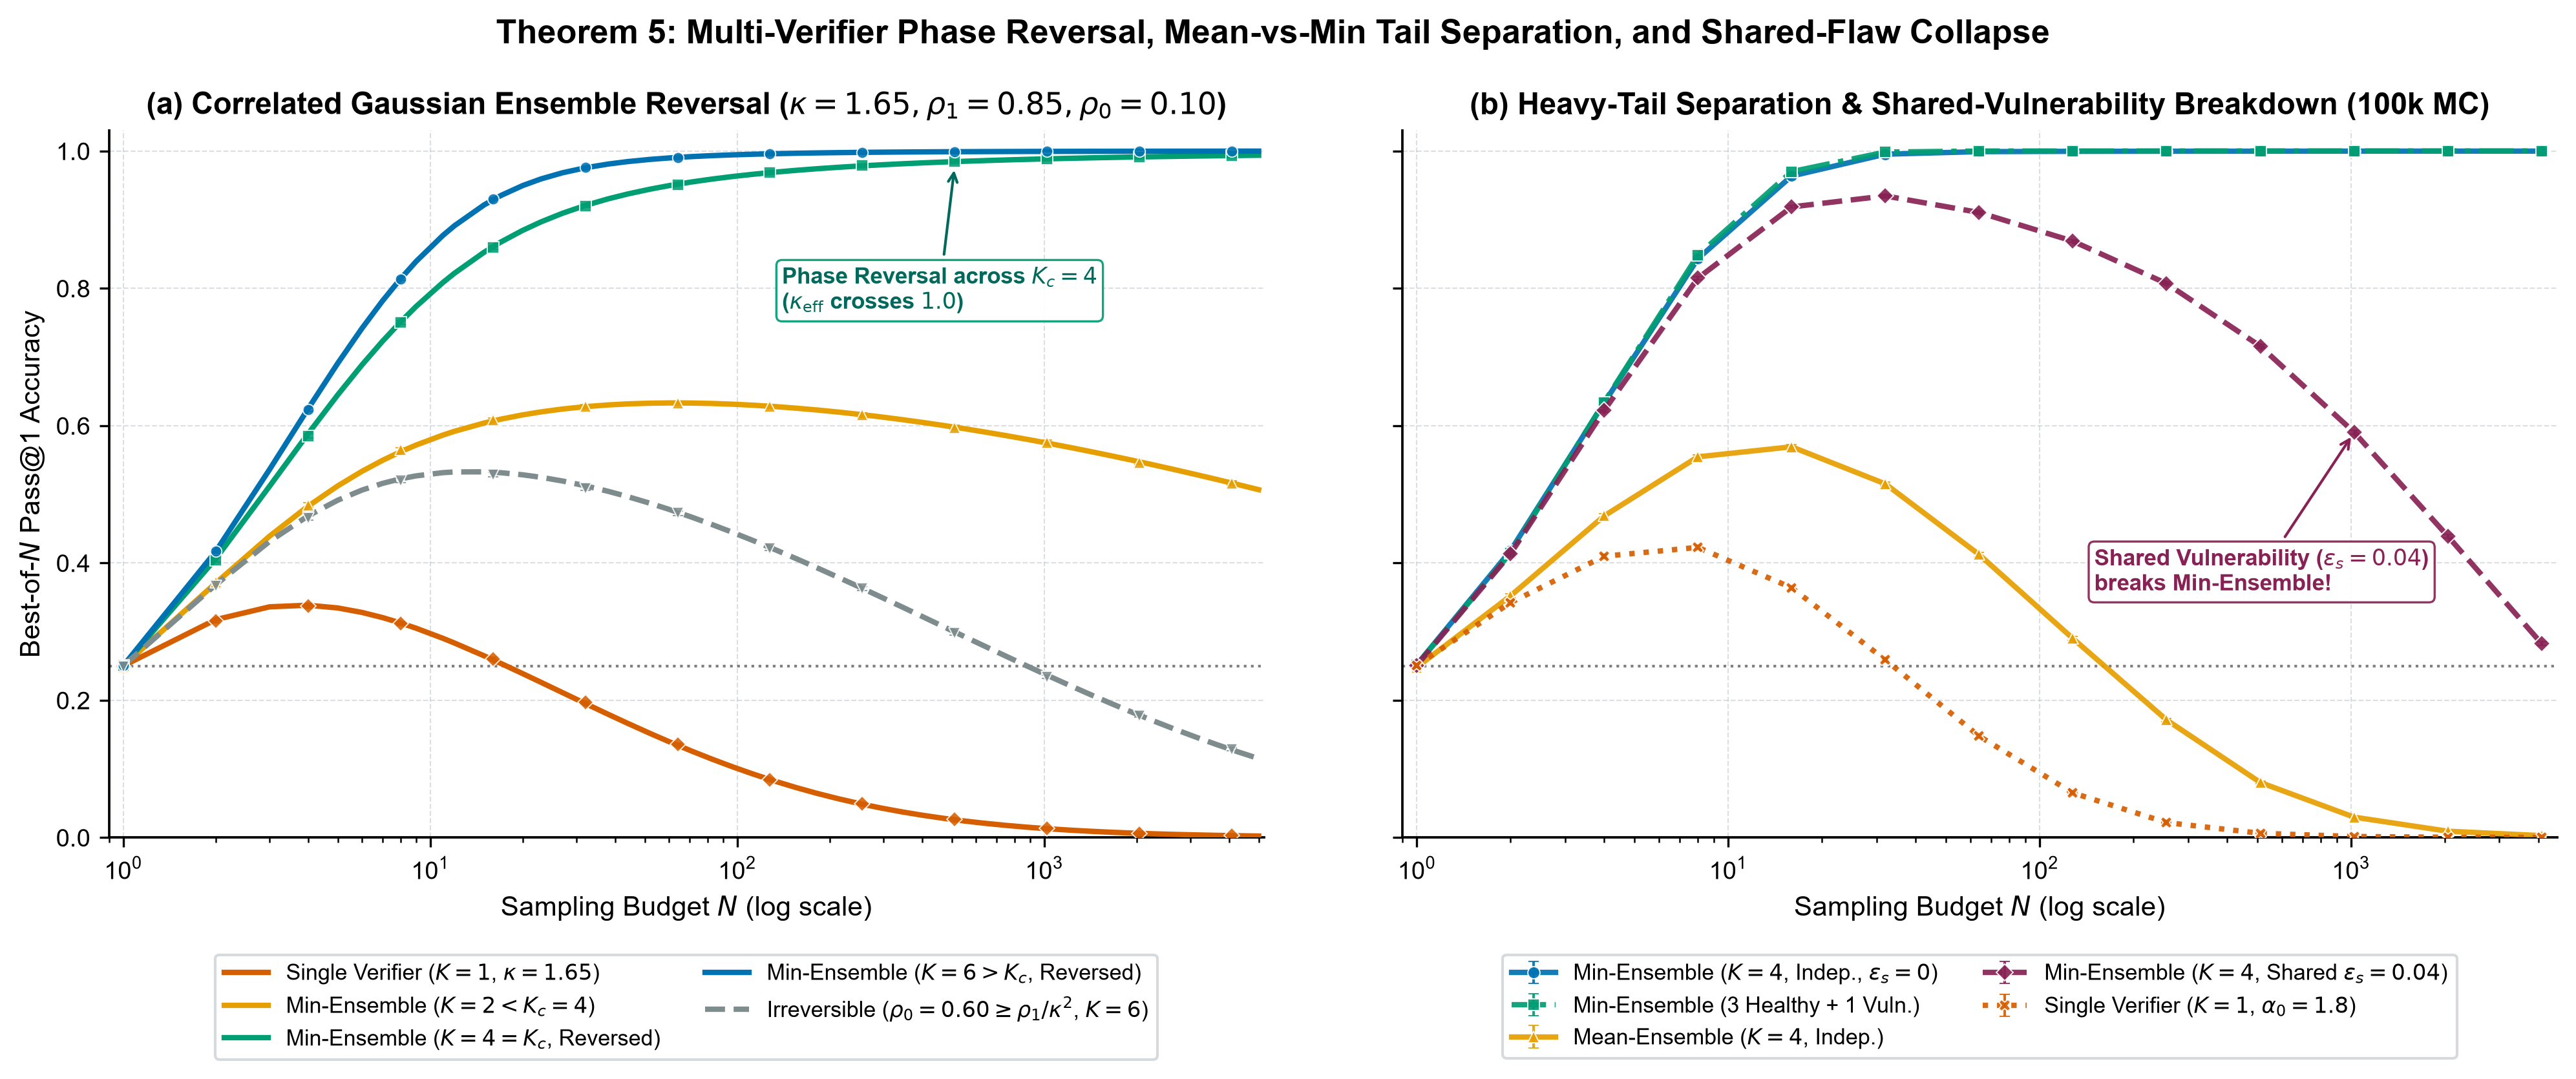 Theorem 5: Multi-Verifier Phase Reversal, Mean-vs-Min Tail Separation, and Shared-Flaw Collapse
(a) Correlated Gaussian Ensemble Reversal (κ = 1.65, ρ₁ = 0.85, ρ₀ = 0.10)
Best-of-N Pass@1 Accuracy
1.0
0.8
0.6
0.4
0.2
0.0
Phase Reversal across K_c = 4
(κ_eff crosses 1.0)
10⁰
10¹
10²
10³
Sampling Budget N (log scale)
Single Verifier (K = 1, κ = 1.65)
Min-Ensemble (K = 2 < K_c = 4)
Min-Ensemble (K = 4 = K_c, Reversed)
Min-Ensemble (K = 6 > K_c, Reversed)
Irreversible (ρ₀ = 0.60 ≥ ρ₁/κ², K = 6)
(b) Heavy-Tail Separation & Shared-Vulnerability Breakdown (100k MC)
Shared Vulnerability (ε_s = 0.04)
breaks Min-Ensemble!
10⁰
10¹
10²
10³
Sampling Budget N (log scale)
Min-Ensemble (K = 4, Indep., ε_s = 0)
Min-Ensemble (3 Healthy + 1 Vuln.)
Mean-Ensemble (K = 4, Indep.)
Min-Ensemble (K = 4, Shared ε_s = 0.04)
Single Verifier (K = 1, α₀ = 1.8)